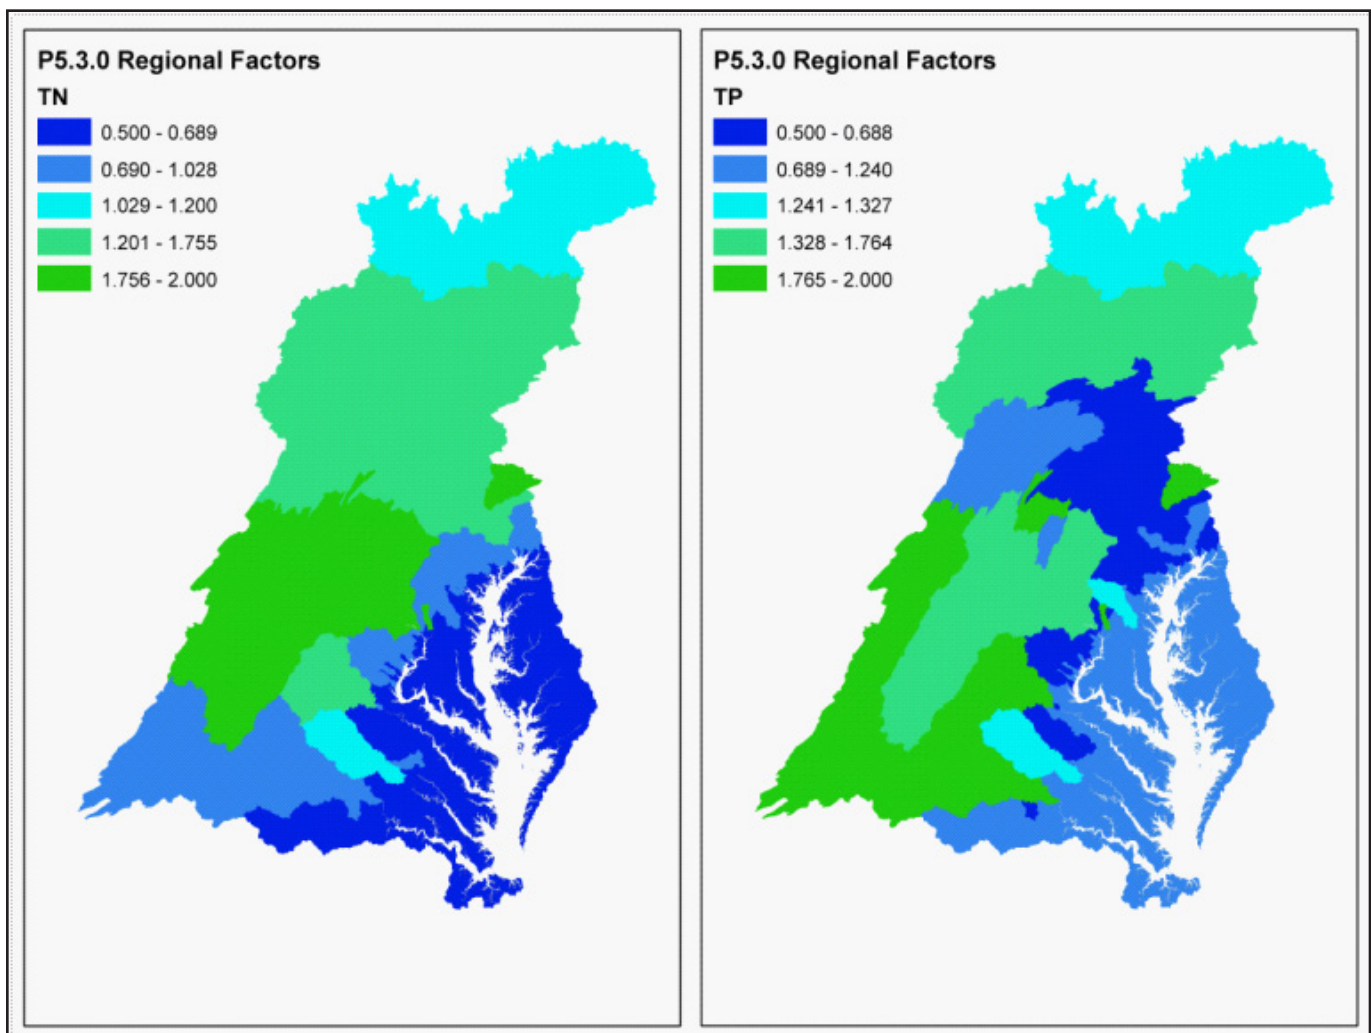 P5.3.0 Regional Factors
TN
0.500 - 0.689
0.690 - 1.028
1.029 - 1.200
1.201 - 1.755
1.756 - 2.000
P5.3.0 Regional Factors
TP
0.500 - 0.688
0.689 - 1.240
1.241 - 1.327
1.328 - 1.764
1.765 - 2.000